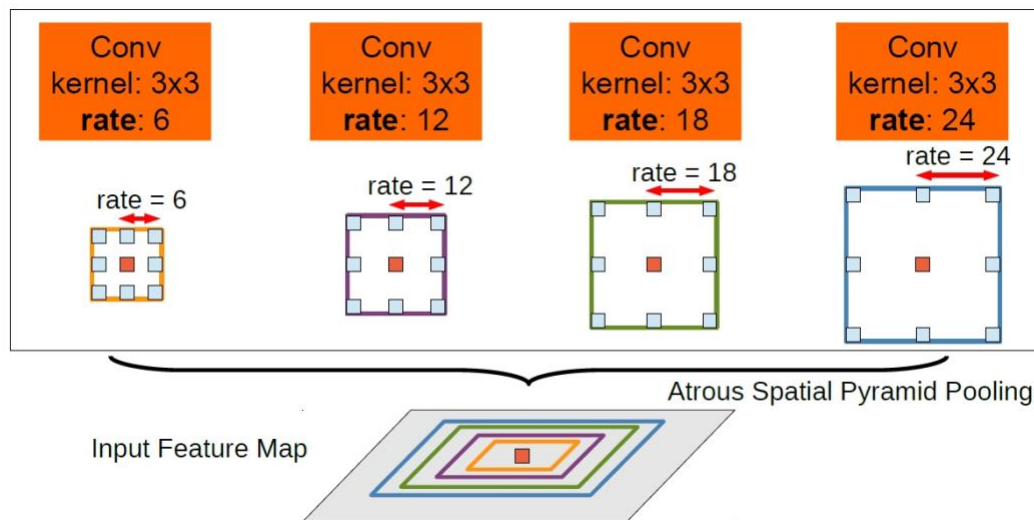 Conv
kernel: 3x3
rate: 6
Conv
kernel: 3x3
rate: 12
Conv
kernel: 3x3
rate: 18
Conv
kernel: 3x3
rate: 24
rate = 6
rate = 12
rate = 18
rate = 24
Atrous Spatial Pyramid Pooling
Input Feature Map